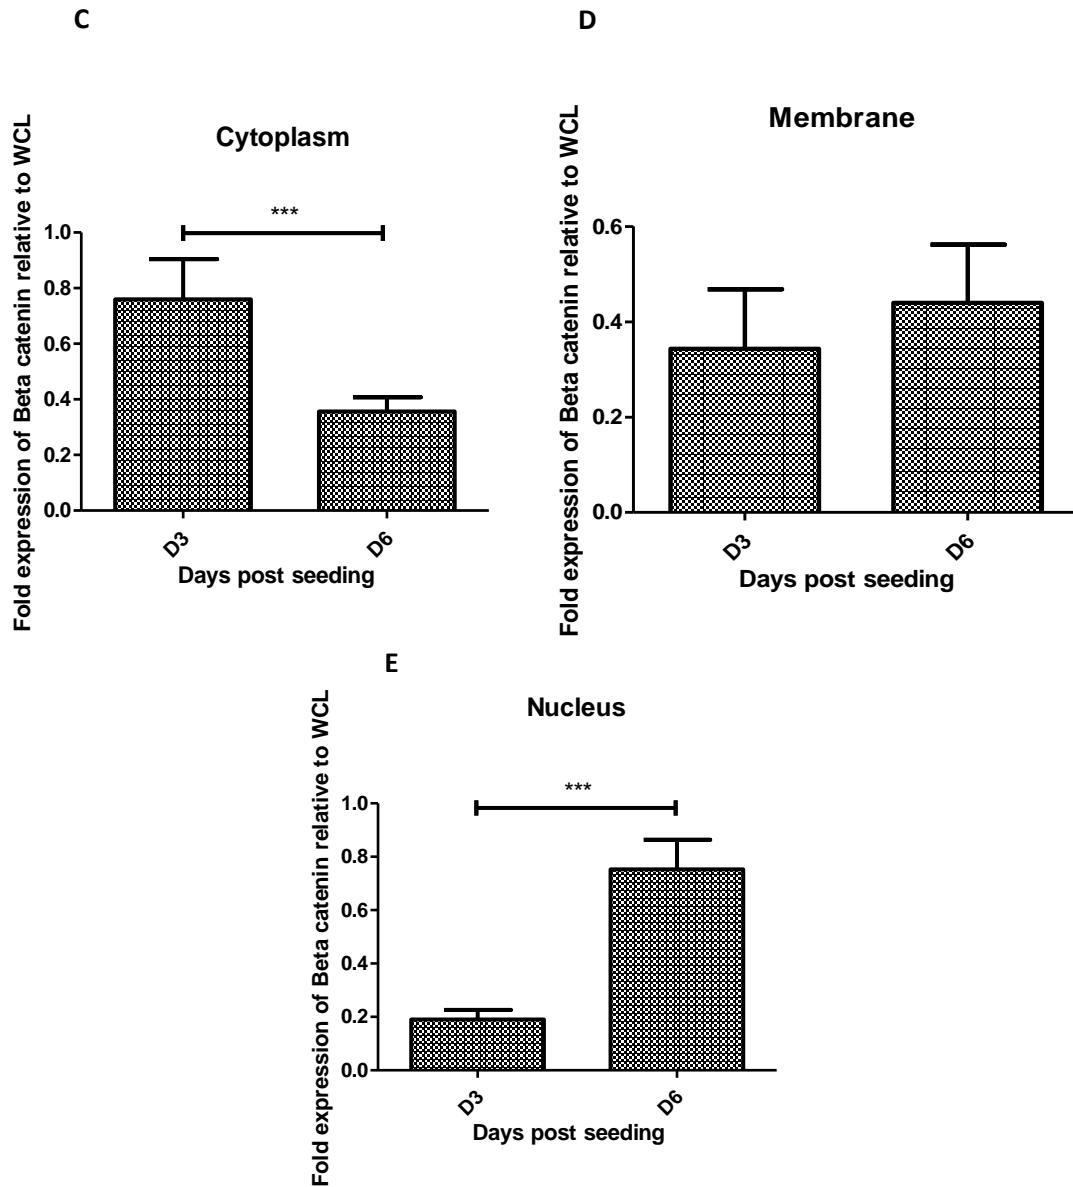 C
Cytoplasm
Fold expression of Beta catenin relative to WCL
***
1.0
0.8
0.6
0.4
0.2
0.0
D3
D6
Days post seeding
D
Membrane
Fold expression of Beta catenin relative to WCL
0.6
0.4
0.2
0.0
D3
D6
Days post seeding
E
Nucleus
Fold expression of Beta catenin relative to WCL
***
1.0
0.8
0.6
0.4
0.2
0.0
D3
D6
Days post seeding